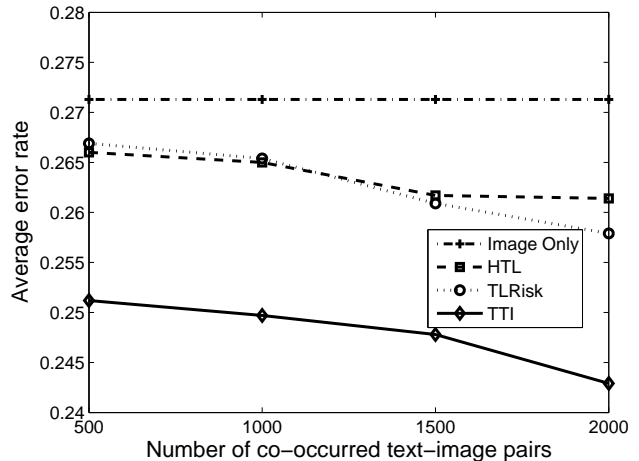 0.28
0.275
0.27
0.265
0.26
0.255
0.25
0.245
0.24
Average error rate
Image Only
HTL
TLRisk
TTI
500 1000 1500 2000
Number of co−occurred text−image pairs